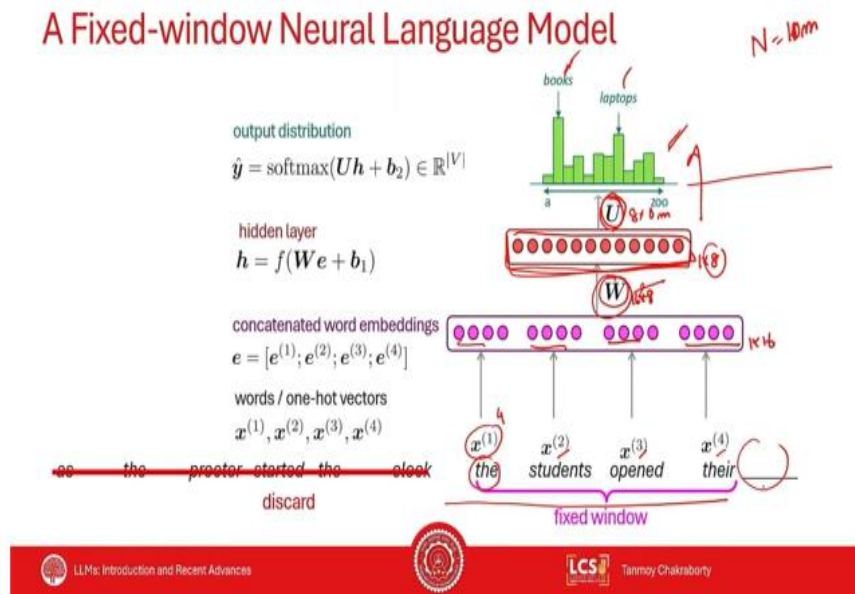 A Fixed-window Neural Language Model
N = 10m
books
laptops
output distribution
ŷ = softmax(Uh + b₂) ∈ ℝ^|V|
a
zoo
U
hidden layer
h = f(We + b₁)
1×8
W
concatenated word embeddings
e = [e⁽¹⁾; e⁽²⁾; e⁽³⁾; e⁽⁴⁾]
1×16
words / one-hot vectors
x⁽¹⁾, x⁽²⁾, x⁽³⁾, x⁽⁴⁾
4
x⁽¹⁾ x⁽²⁾ x⁽³⁾ x⁽⁴⁾
as the proctor started the clock the students opened their
discard
fixed window
LLMs: Introduction and Recent Advances
LCS
Tanmoy Chakraborty